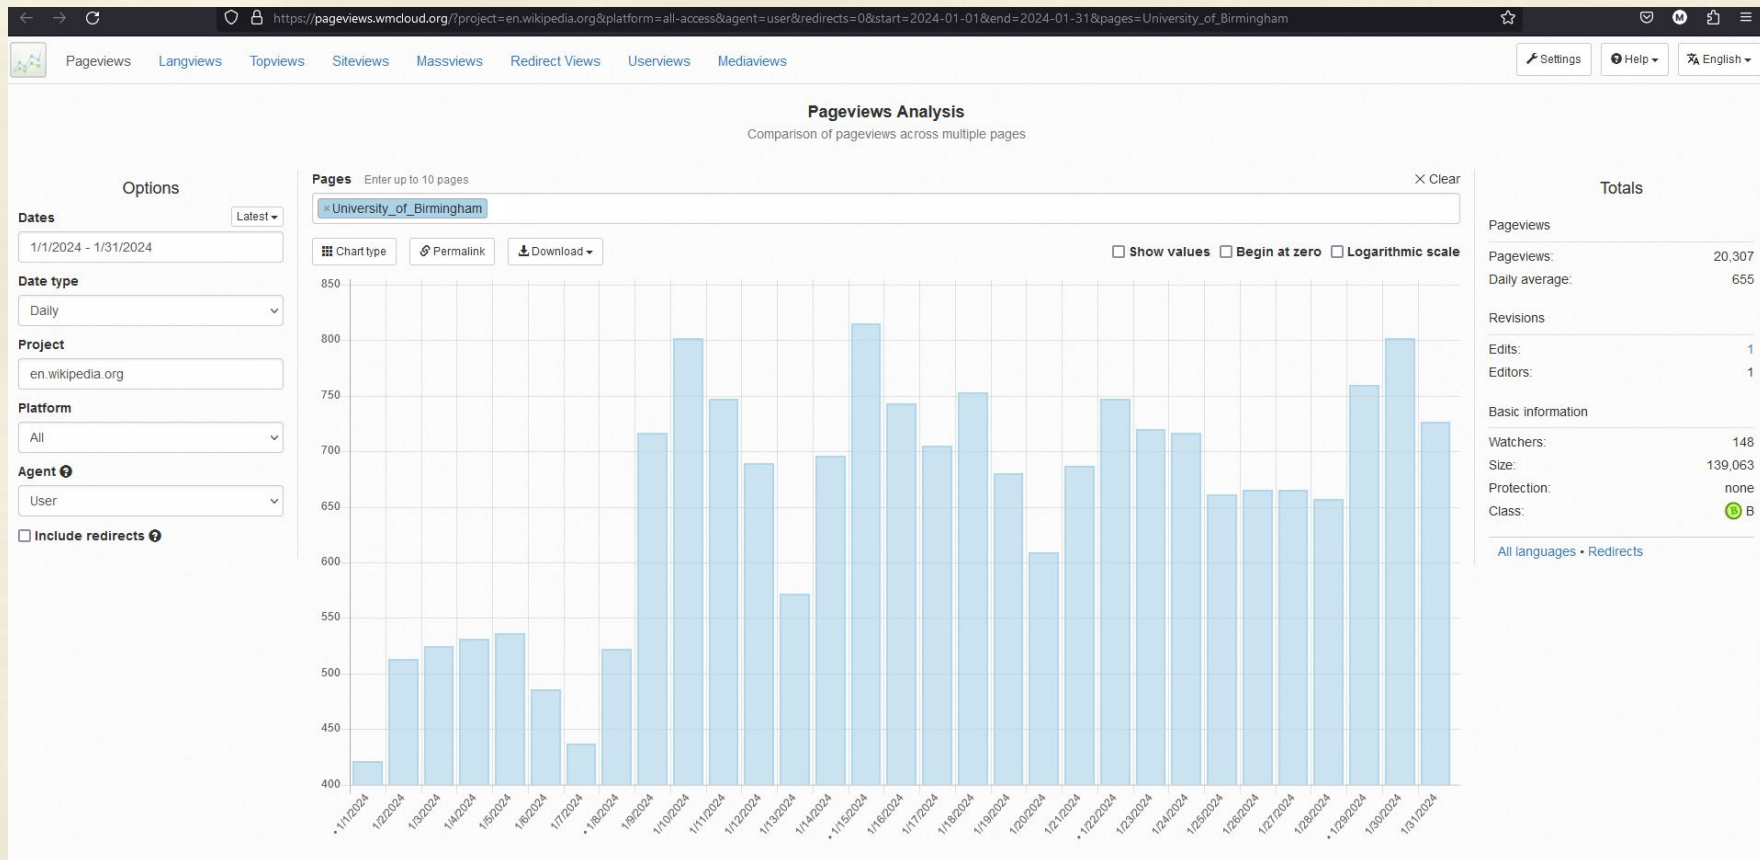 https://pageviews.wmcloud.org/?project=en.wikipedia.org&platform=all-access&agent=user&redirects=0&start=2024-01-01&end=2024-01-31&pages=University_of_Birmingham
M
Pageviews Langviews Topviews Siteviews Massviews Redirect Views Userviews Mediaviews Settings Help English
Pageviews Analysis
Comparison of pageviews across multiple pages
Options
Dates Latest
1/1/2024 - 1/31/2024
Date type
Daily
Project
en.wikipedia.org
Platform
All
Agent ?
User
Include redirects ?
Pages Enter up to 10 pages × Clear
× University_of_Birmingham
Chart type Permalink Download Show values Begin at zero Logarithmic scale
850
800
750
700
650
600
550
500
450
400
• 1/1/2024 1/2/2024 1/3/2024 1/4/2024 1/5/2024 1/6/2024 1/7/2024 • 1/8/2024 1/9/2024 1/10/2024 1/11/2024 1/12/2024 1/13/2024 1/14/2024 • 1/15/2024 1/16/2024 1/17/2024 1/18/2024 1/19/2024 1/20/2024 1/21/2024 • 1/22/2024 1/23/2024 1/24/2024 1/25/2024 1/26/2024 1/27/2024 1/28/2024 • 1/29/2024 1/30/2024 1/31/2024
Totals
Pageviews
Pageviews: 20,307
Daily average: 655
Revisions
Edits: 1
Editors: 1
Basic information
Watchers: 148
Size: 139,063
Protection: none
Class: B B
All languages • Redirects